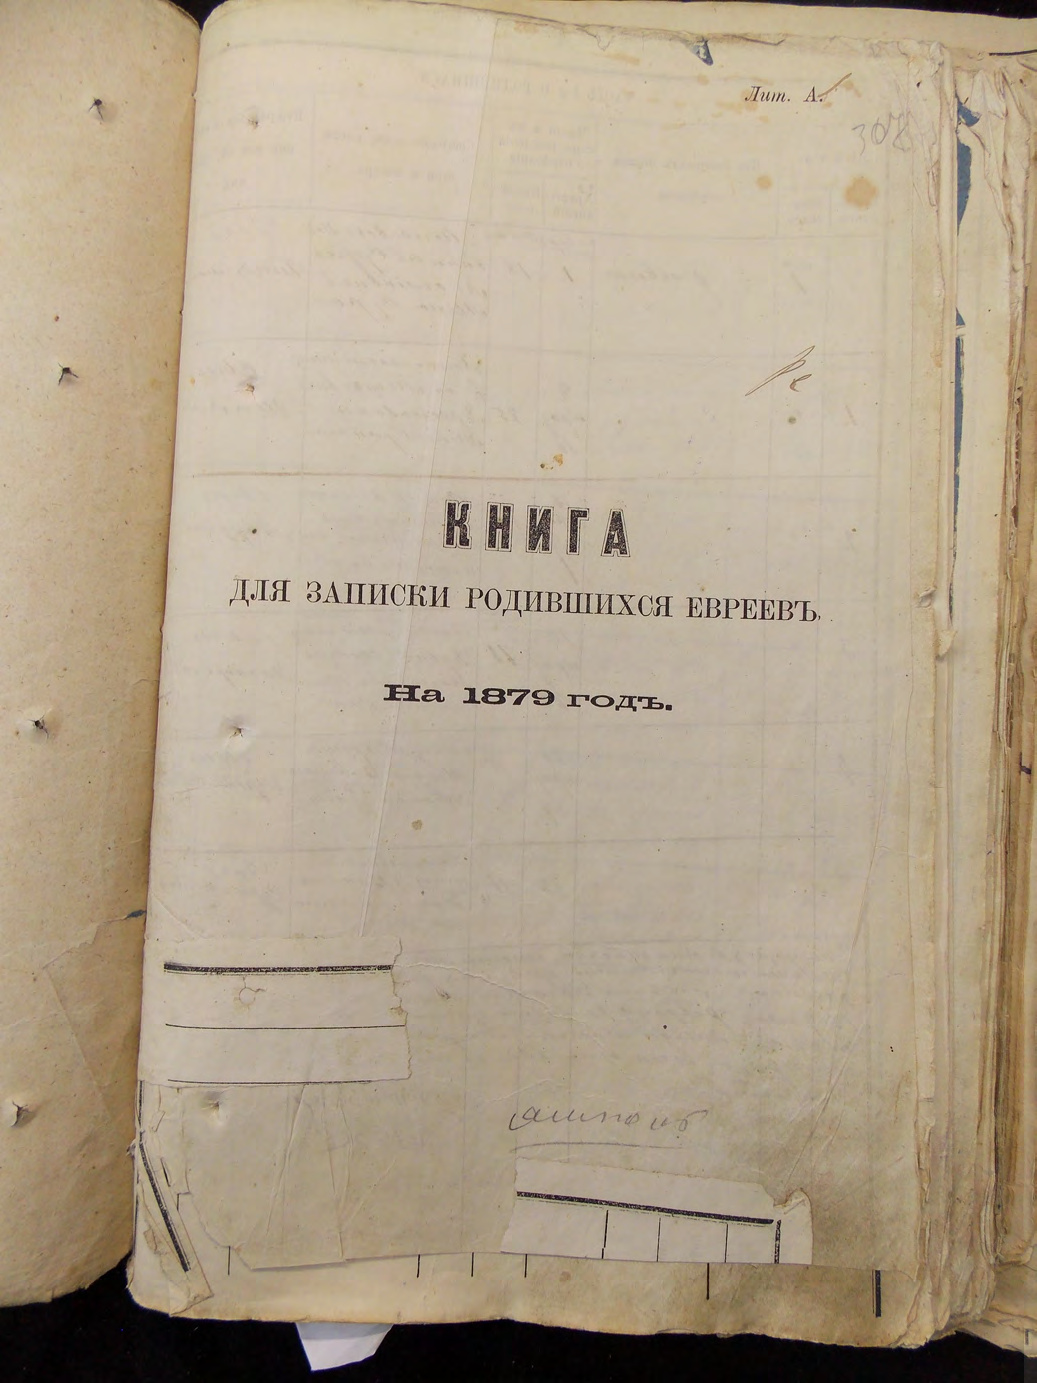 Лит. А.
308
КНИГА
ДЛЯ ЗАПИСКИ РОДИВШИХСЯ ЕВРЕЕВЪ.
На 1879 годъ.